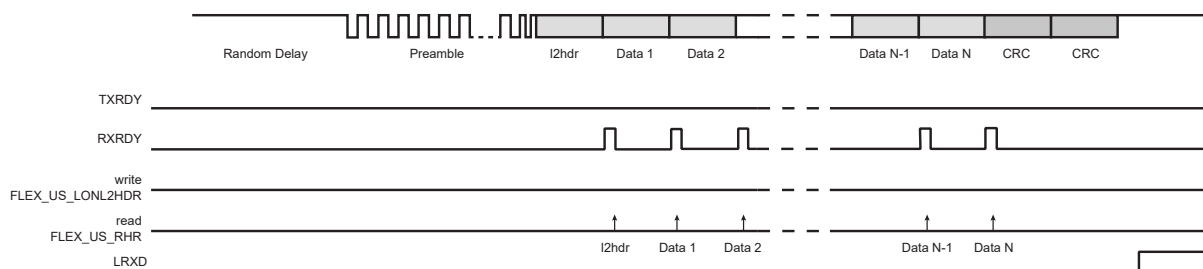 Random Delay Preamble l2hdr Data 1 Data 2 Data N-1 Data N CRC CRC
TXRDY
RXRDY
write
FLEX_US_LONL2HDR
read
FLEX_US_RHR
l2hdr Data 1 Data 2 Data N-1 Data N
LRXD